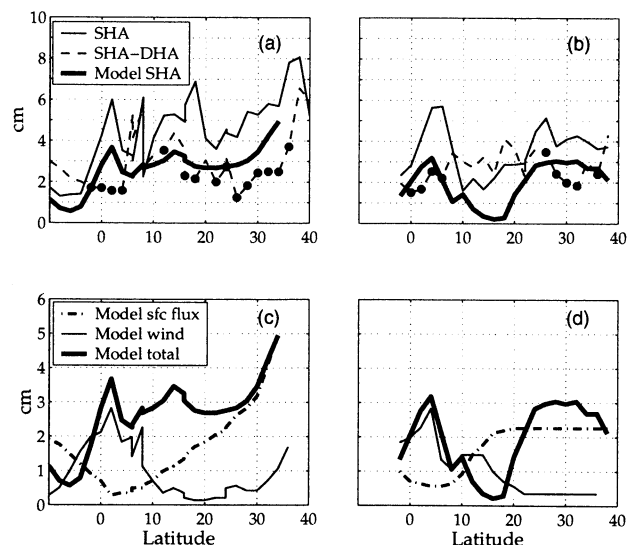 10
8
6
4
2
0
cm
SHA
SHA-DHA
Model SHA
(a)
0 10 20 30 40
(b)
0 10 20 30 40
6
5
4
3
2
1
0
cm
Model sfc flux
Model wind
Model total
(c)
0 10 20 30 40
Latitude
(d)
0 10 20 30 40
Latitude